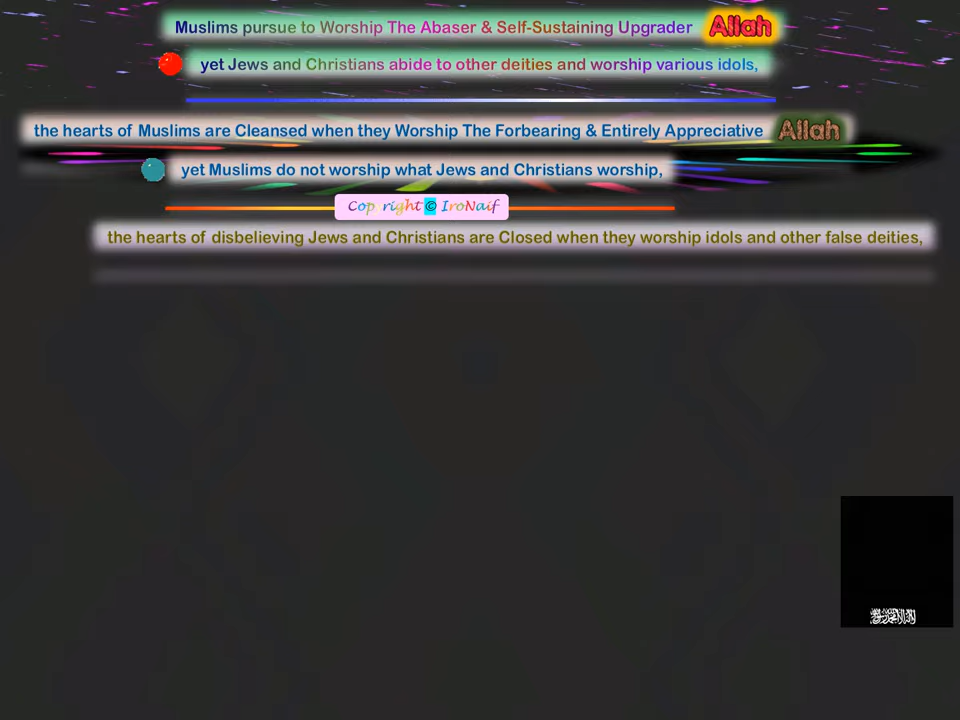 Muslims pursue to Worship The Abaser & Self-Sustaining Upgrader Allah
yet Jews and Christians abide to other deities and worship various idols,
the hearts of Muslims are Cleansed when they Worship The Forbearing & Entirely Appreciative Allah
yet Muslims do not worship what Jews and Christians worship,
Copyright © IroNaif
the hearts of disbelieving Jews and Christians are Closed when they worship idols and other false deities,